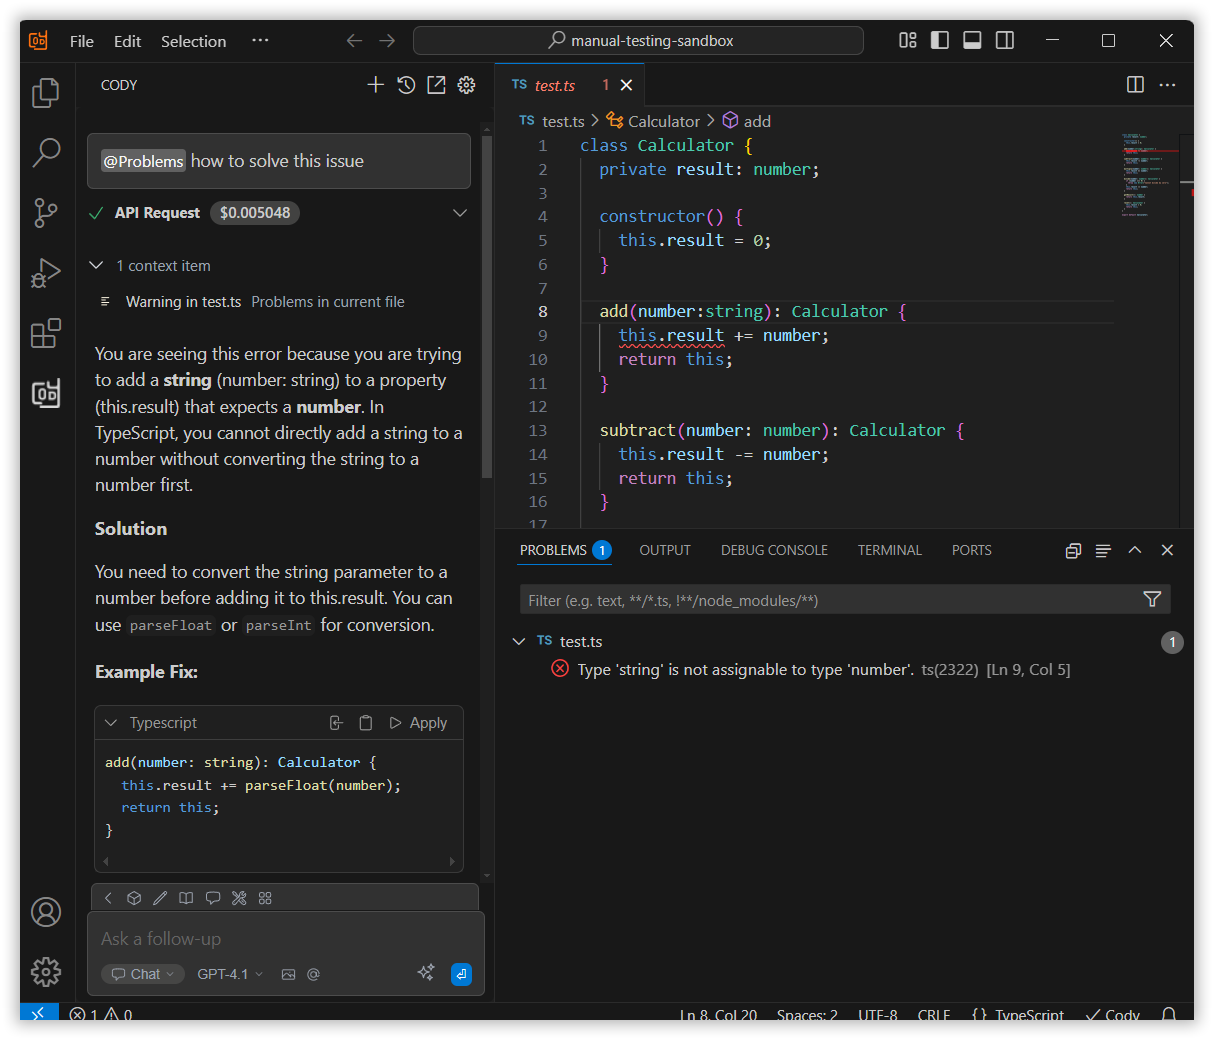 File Edit Selection ··· manual-testing-sandbox
CODY
@Problems how to solve this issue
API Request $0.005048
1 context item
Warning in test.ts Problems in current file
You are seeing this error because you are trying
to add a string (number: string) to a property
(this.result) that expects a number. In
TypeScript, you cannot directly add a string to a
number without converting the string to a
number first.
Solution
You need to convert the string parameter to a
number before adding it to this.result. You can
use parseFloat or parseInt for conversion.
Example Fix:
Typescript Apply
add(number: string): Calculator {
this.result += parseFloat(number);
return this;
}
Ask a follow-up
Chat GPT-4.1 @
TS test.ts 1
TS test.ts > Calculator > add
1 class Calculator {
2 private result: number;
3
4 constructor() {
5 this.result = 0;
6 }
7
8 add(number:string): Calculator {
9 this.result += number;
10 return this;
11 }
12
13 subtract(number: number): Calculator {
14 this.result -= number;
15 return this;
16 }
17
PROBLEMS 1 OUTPUT DEBUG CONSOLE TERMINAL PORTS
Filter (e.g. text, **/*.ts, !**/node_modules/**)
TS test.ts 1
Type 'string' is not assignable to type 'number'. ts(2322) [Ln 9, Col 5]
1 0 Ln 8, Col 20 Spaces: 2 UTF-8 CRLF {} TypeScript Cody